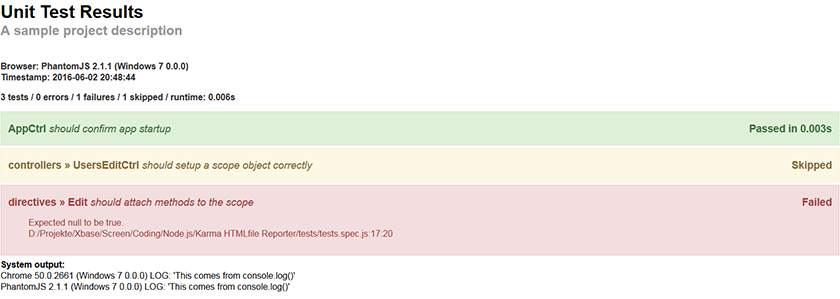 Unit Test Results
A sample project description
Browser: PhantomJS 2.1.1 (Windows 7 0.0.0)
Timestamp: 2016-06-02 20:48:44
3 tests / 0 errors / 1 failures / 1 skipped / runtime: 0.006s
AppCtrl should confirm app startup Passed in 0.003s
controllers » UsersEditCtrl should setup a scope object correctly Skipped
directives » Edit should attach methods to the scope Failed
Expected null to be true.
D:/Projekte/Xbase/Screen/Coding/Node.js/Karma HTMLfile Reporter/tests/tests.spec.js:17:20
System output:
Chrome 50.0.2661 (Windows 7 0.0.0) LOG: 'This comes from console.log()'
PhantomJS 2.1.1 (Windows 7 0.0.0) LOG: 'This comes from console.log()'